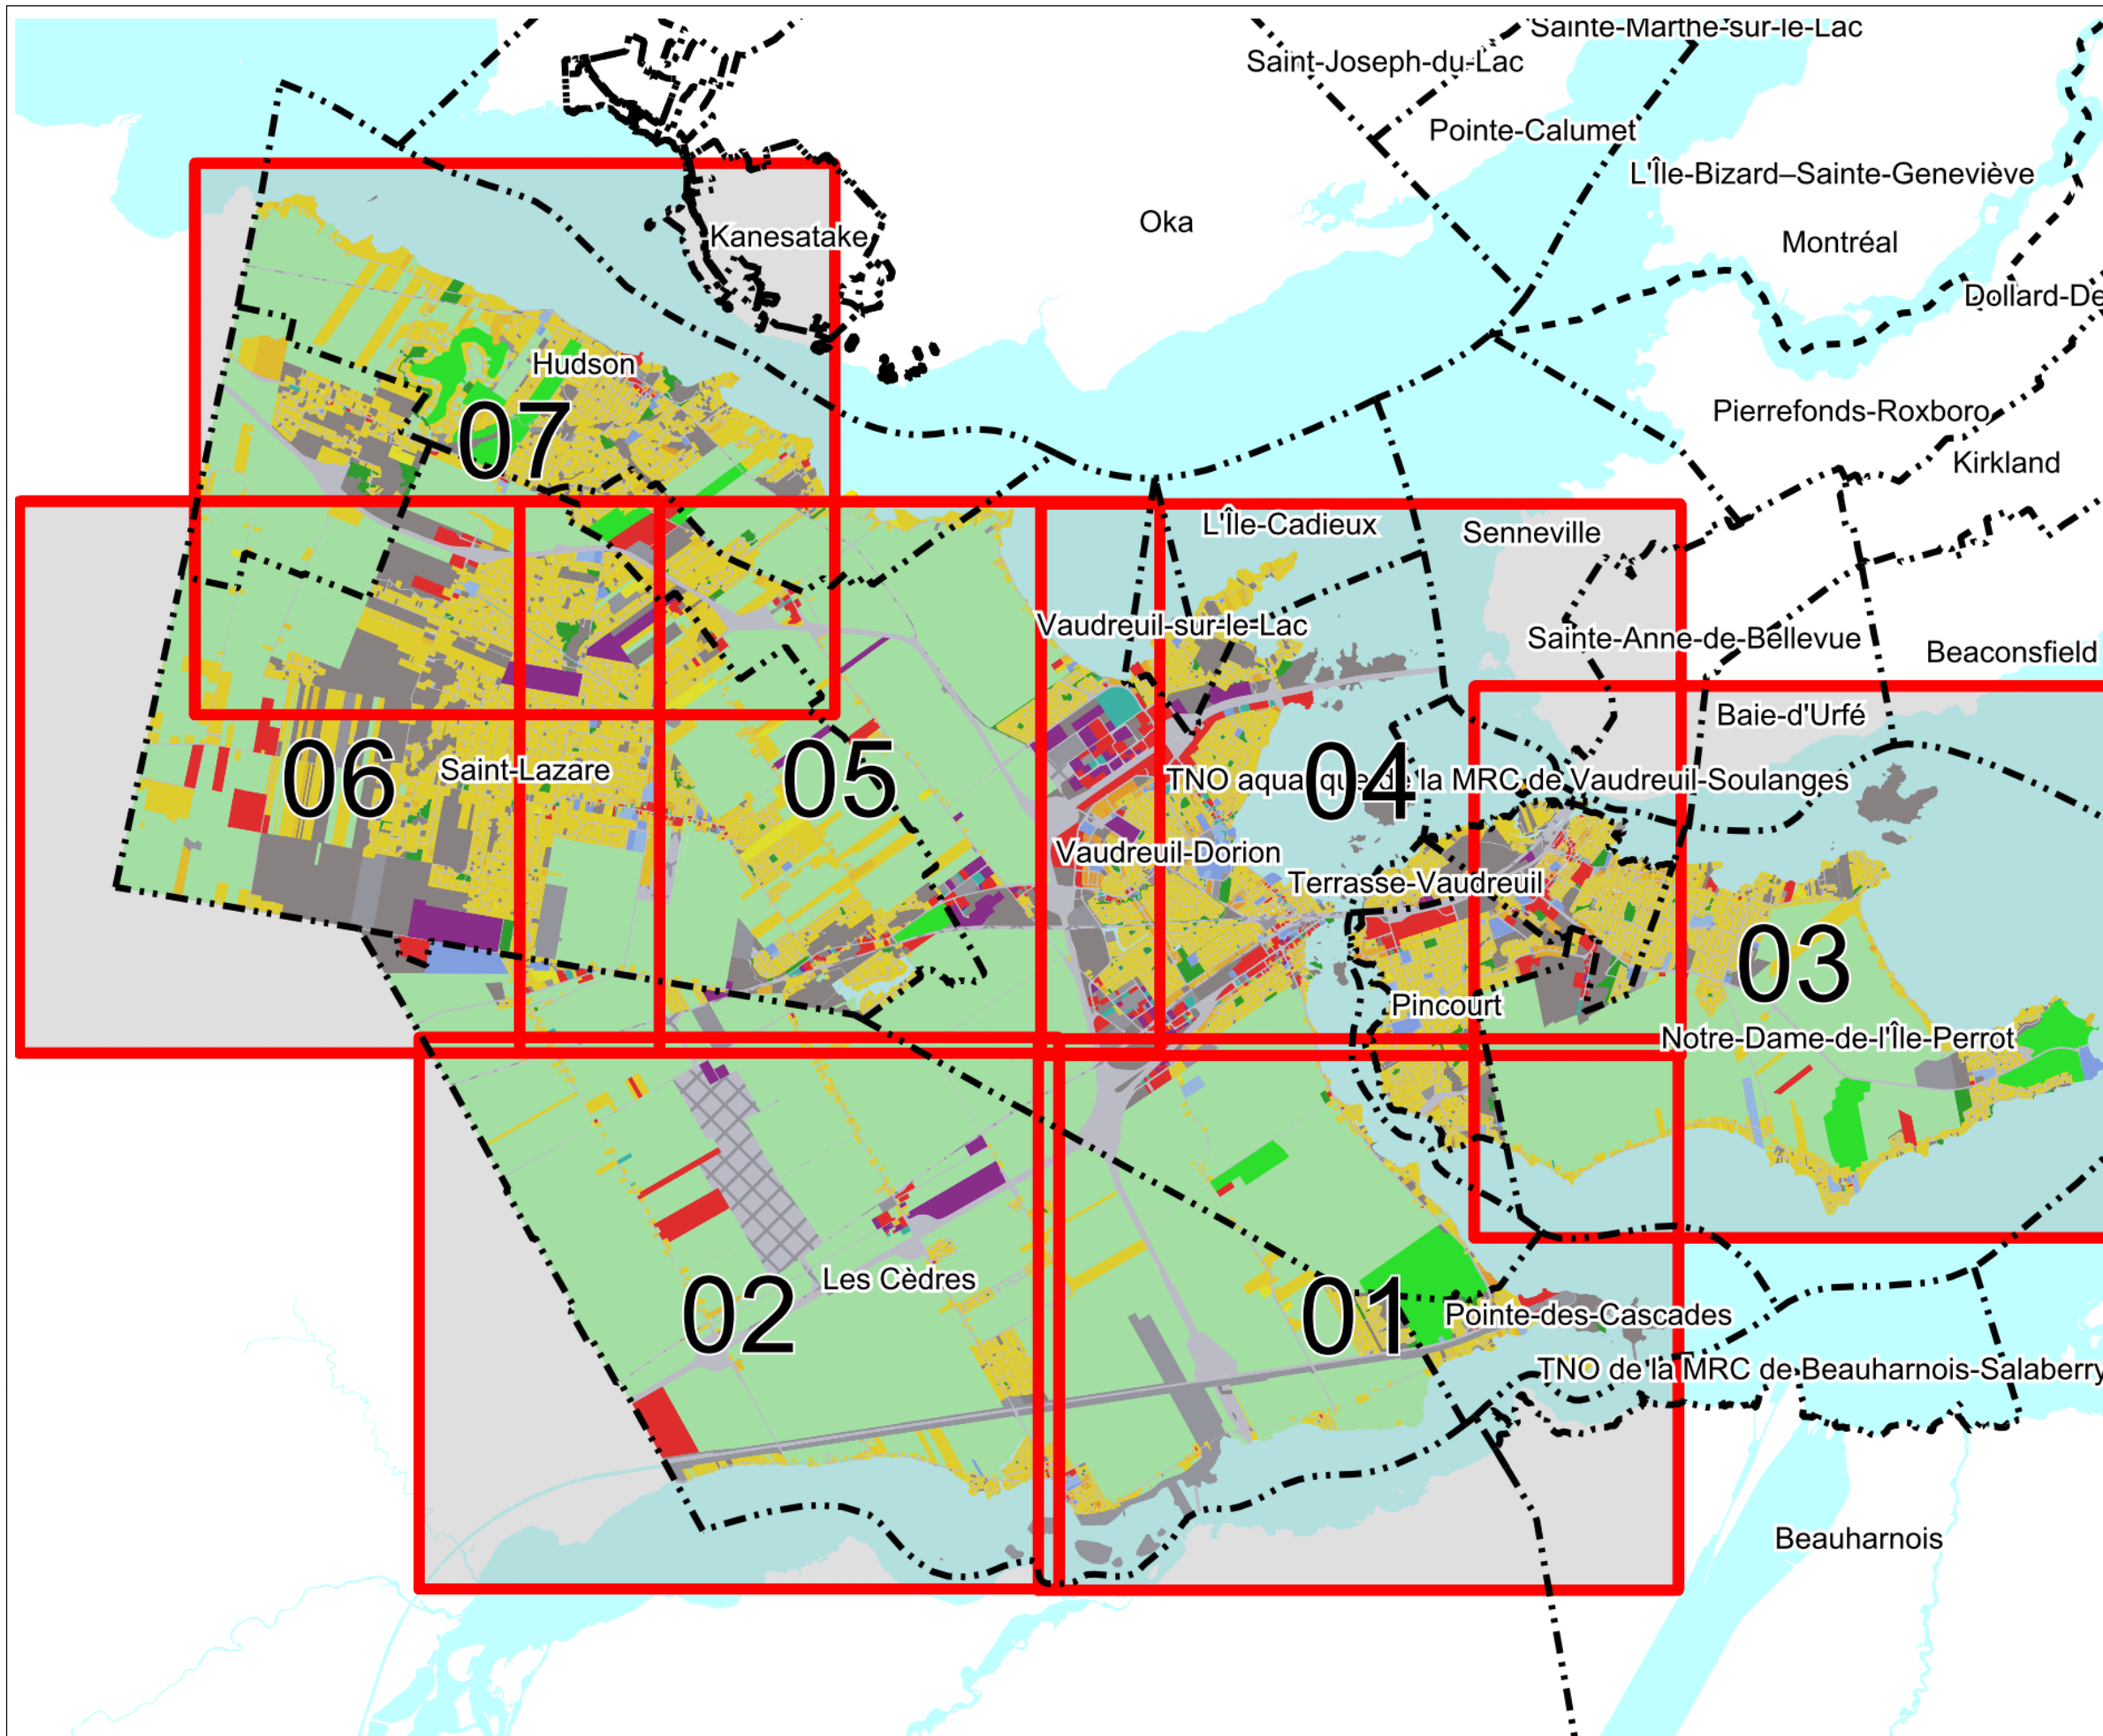 Sainte-Marthe-sur-le-Lac
Saint-Joseph-du-Lac
Pointe-Calumet
L'Île-Bizard–Sainte-Geneviève
Oka
Kanesatake
Montréal
Dollard-De
Hudson
Pierrefonds-Roxboro
07
Kirkland
L'Île-Cadieux
Senneville
Vaudreuil-sur-le-Lac
Sainte-Anne-de-Bellevue
Beaconsfield
Baie-d'Urfé
06
Saint-Lazare
05
04
TNO aquatique de la MRC de Vaudreuil-Soulanges
Vaudreuil-Dorion
Terrasse-Vaudreuil
03
Pincourt
Notre-Dame-de-l'Île-Perrot
Les Cèdres
02
01
Pointe-des-Cascades
TNO de la MRC de Beauharnois-Salaberry
Beauharnois